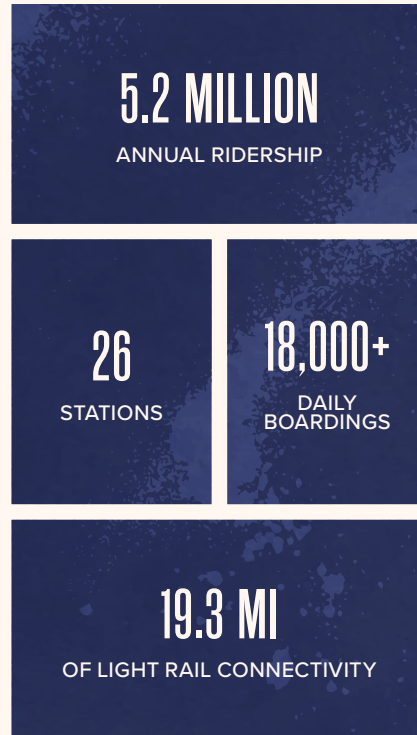 5.2 MILLION
ANNUAL RIDERSHIP
26
STATIONS
18,000+
DAILY
BOARDINGS
19.3 MI
OF LIGHT RAIL CONNECTIVITY